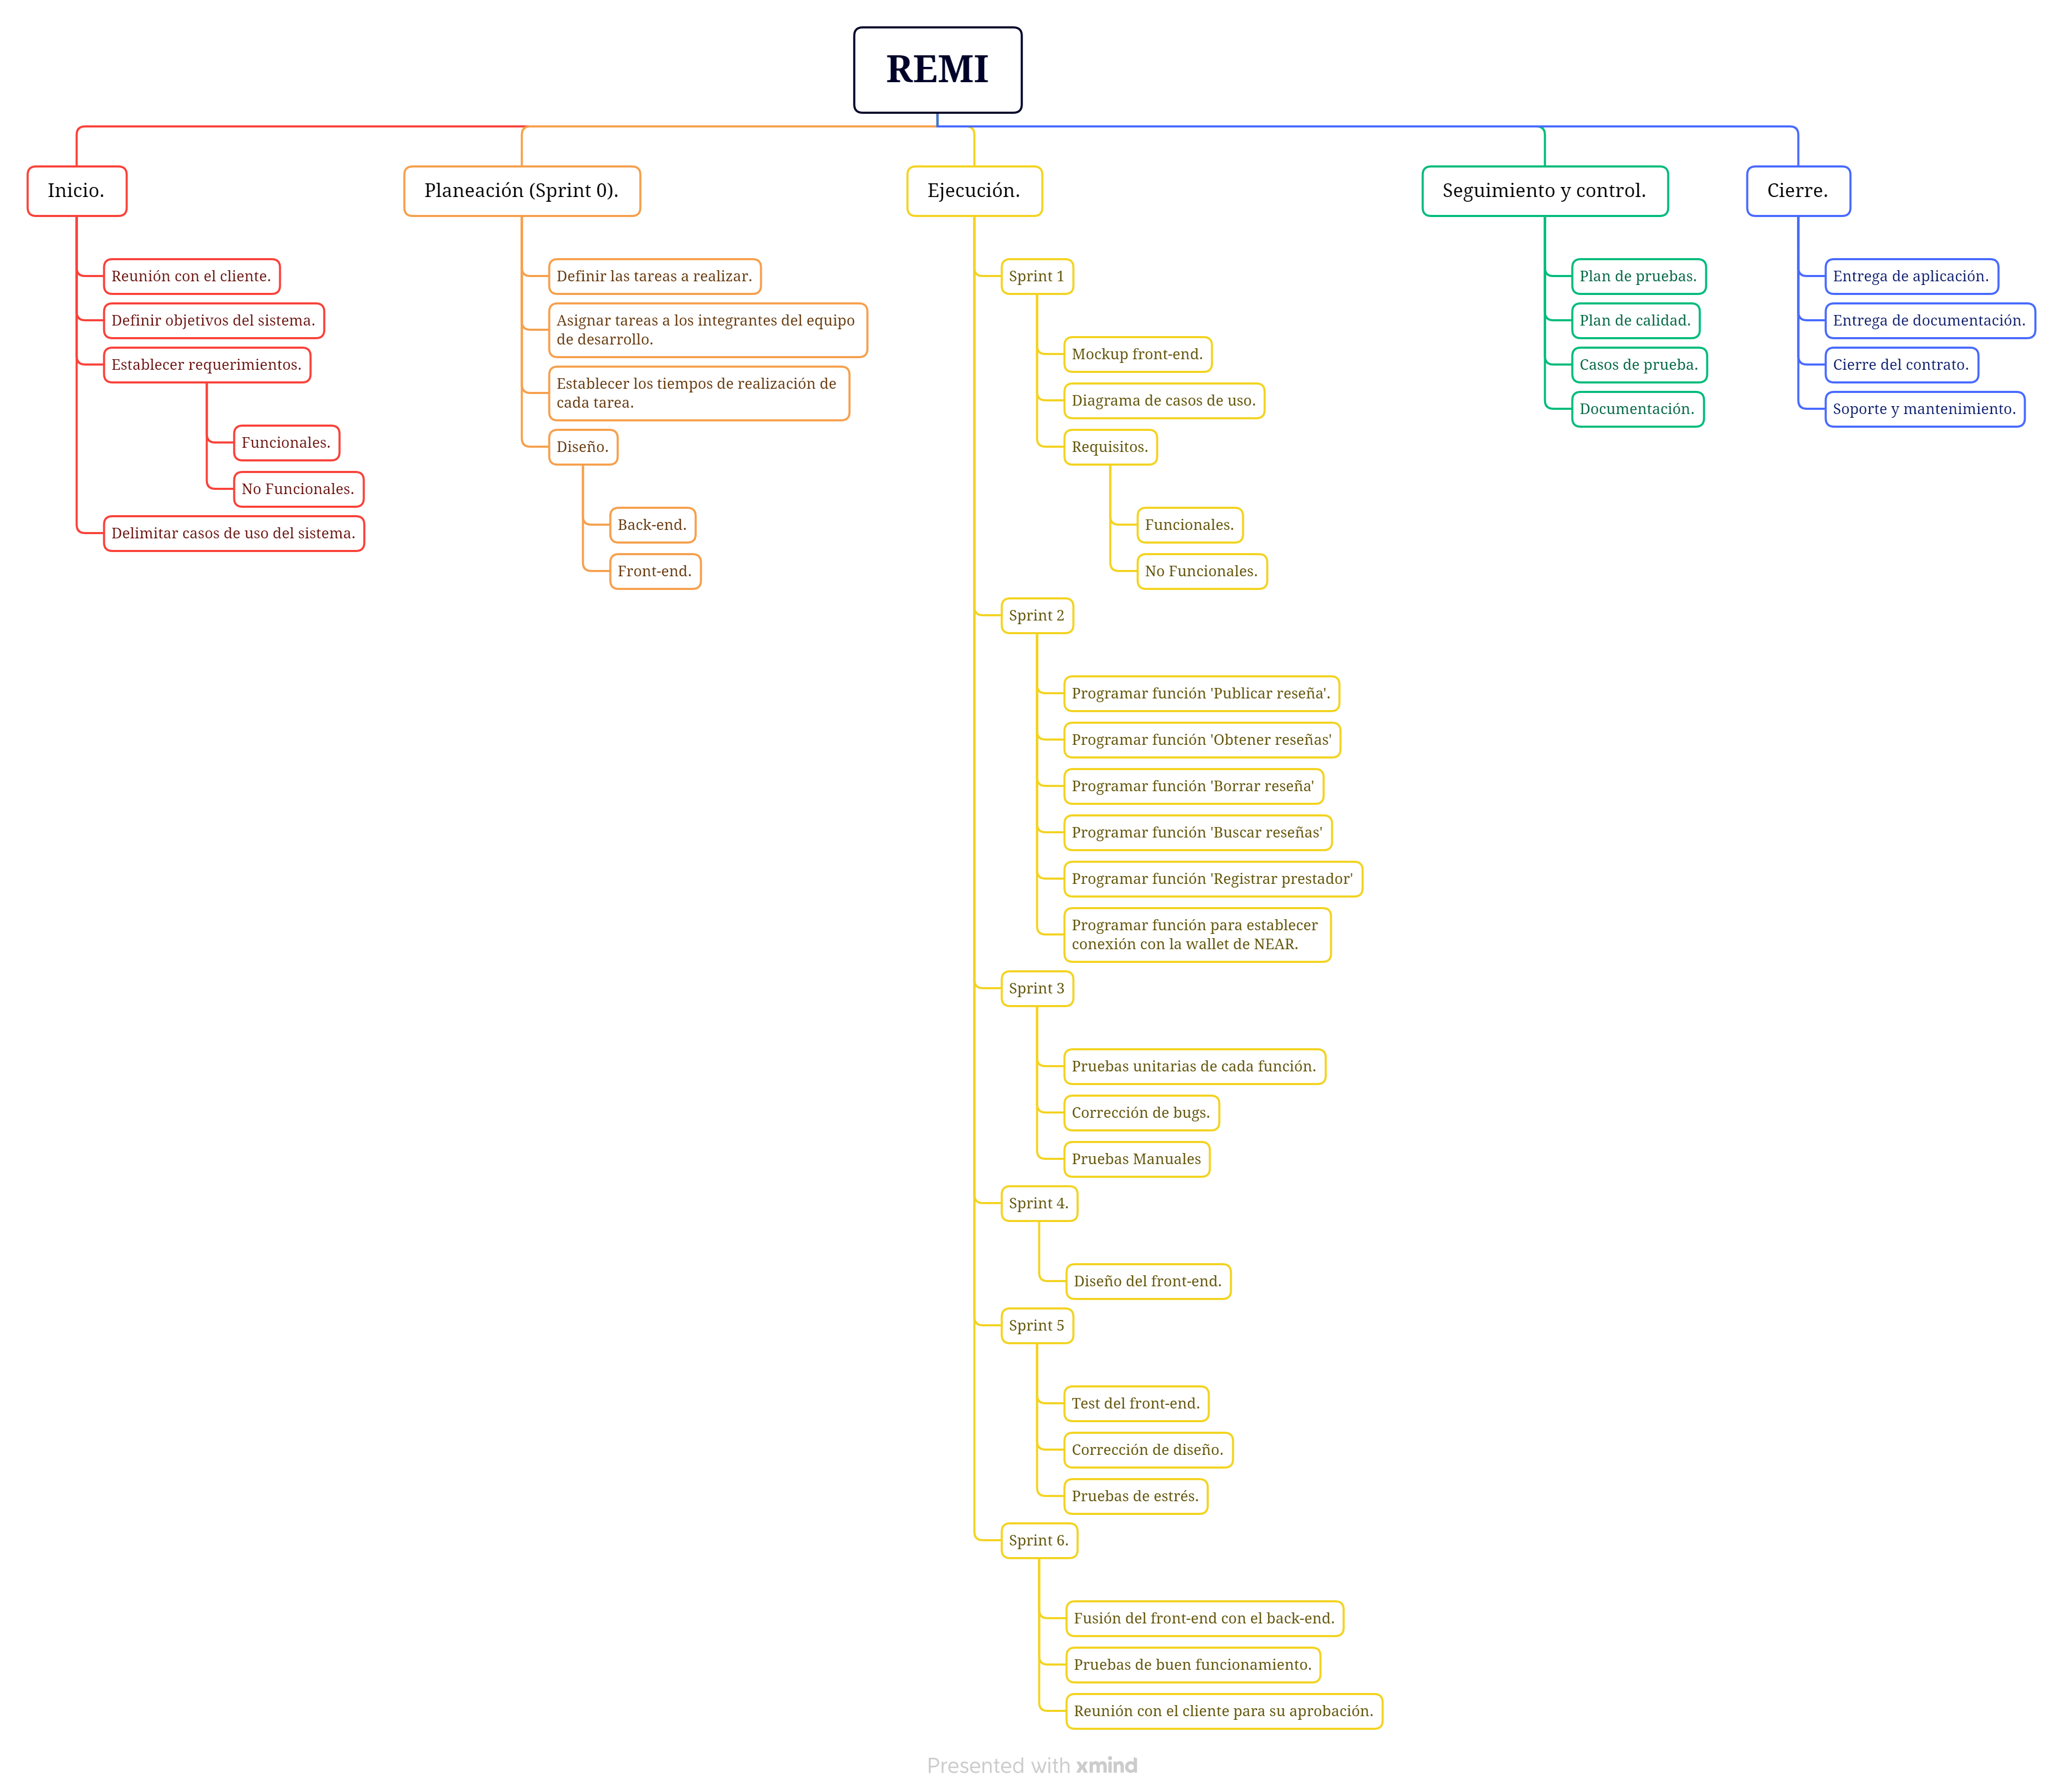 REMI
Inicio.
Reunión con el cliente.
Definir objetivos del sistema.
Establecer requerimientos.
Funcionales.
No Funcionales.
Delimitar casos de uso del sistema.
Planeación (Sprint 0).
Definir las tareas a realizar.
Asignar tareas a los integrantes del equipo
de desarrollo.
Establecer los tiempos de realización de
cada tarea.
Diseño.
Back-end.
Front-end.
Ejecución.
Sprint 1
Mockup front-end.
Diagrama de casos de uso.
Requisitos.
Funcionales.
No Funcionales.
Sprint 2
Programar función 'Publicar reseña'.
Programar función 'Obtener reseñas'
Programar función 'Borrar reseña'
Programar función 'Buscar reseñas'
Programar función 'Registrar prestador'
Programar función para establecer
conexión con la wallet de NEAR.
Sprint 3
Pruebas unitarias de cada función.
Corrección de bugs.
Pruebas Manuales
Sprint 4.
Diseño del front-end.
Sprint 5
Test del front-end.
Corrección de diseño.
Pruebas de estrés.
Sprint 6.
Fusión del front-end con el back-end.
Pruebas de buen funcionamiento.
Reunión con el cliente para su aprobación.
Seguimiento y control.
Plan de pruebas.
Plan de calidad.
Casos de prueba.
Documentación.
Cierre.
Entrega de aplicación.
Entrega de documentación.
Cierre del contrato.
Soporte y mantenimiento.
Presented with xmind